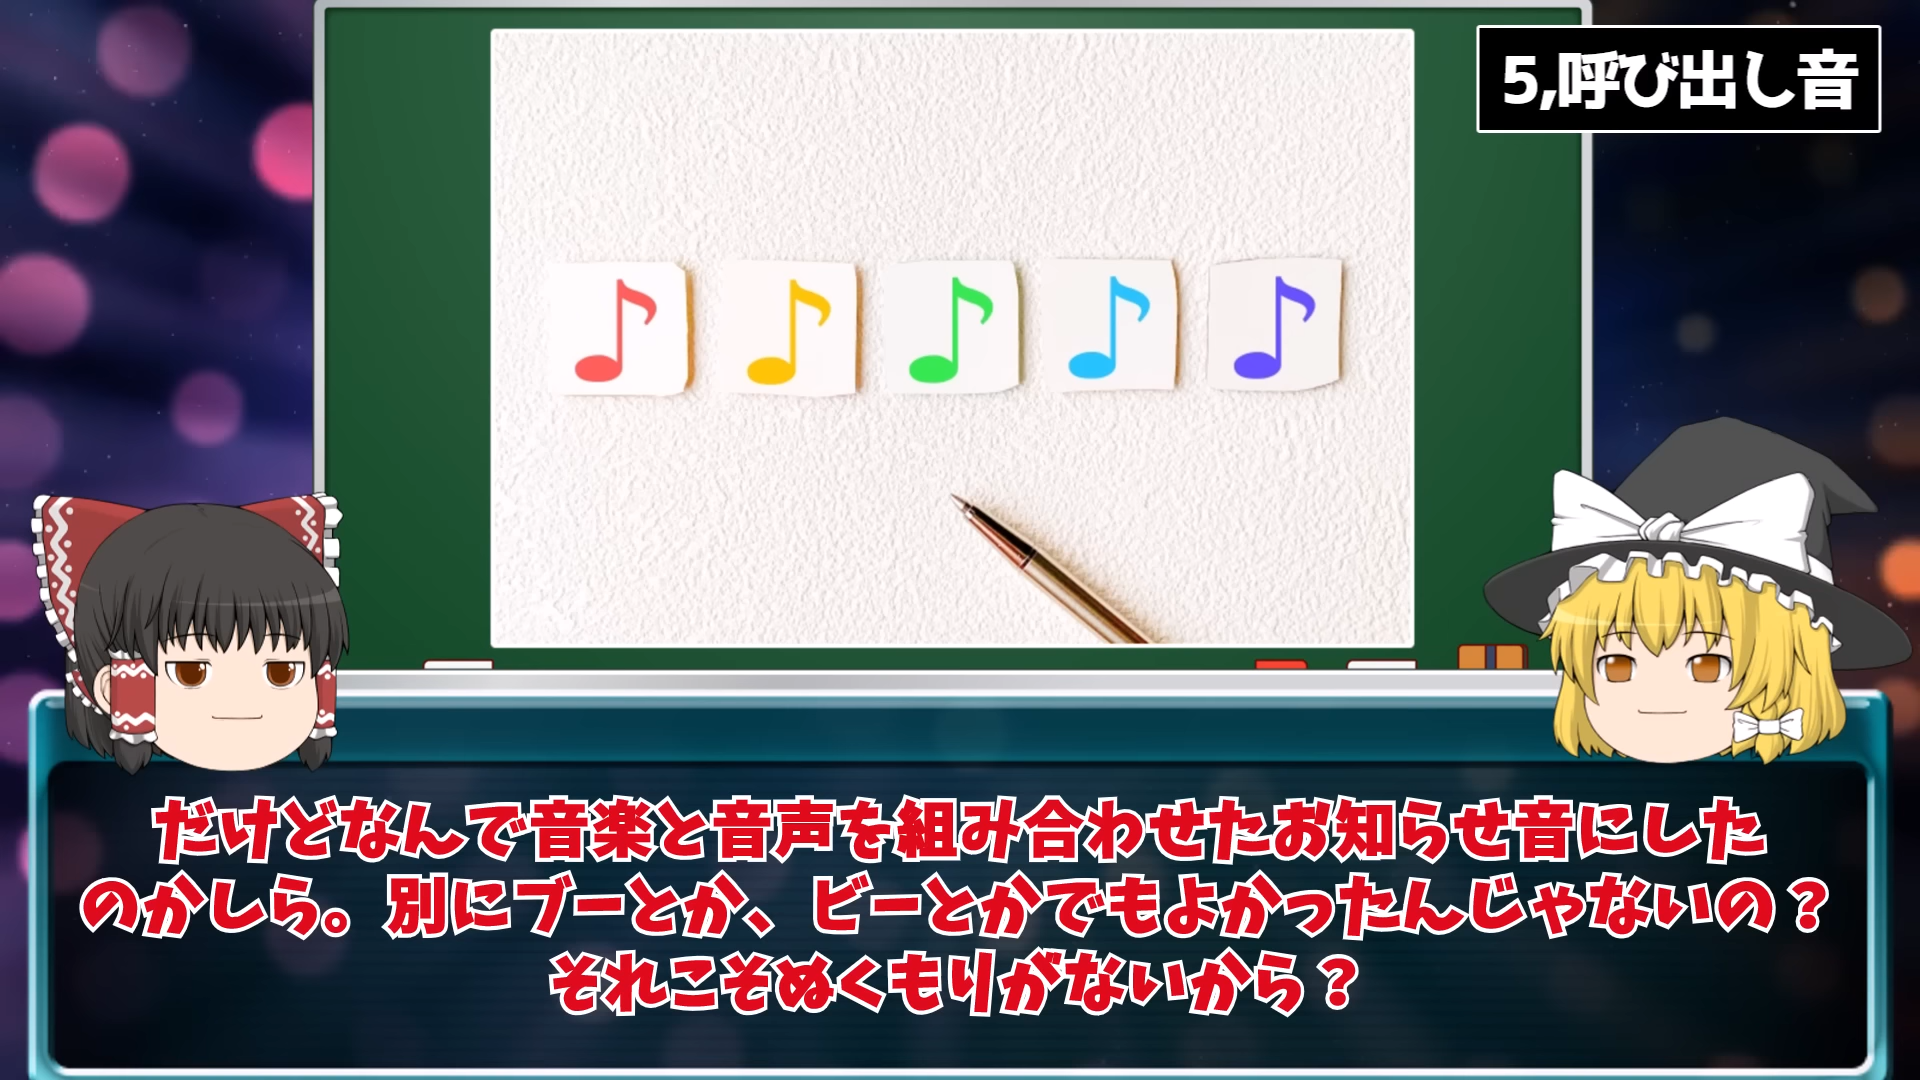 5,呼び出し音
だけどなんで音楽と音声を組み合わせたお知らせ音にした
のかしら。別にブーとか、ビーとかでもよかったんじゃないの？
それこそぬくもりがないから？